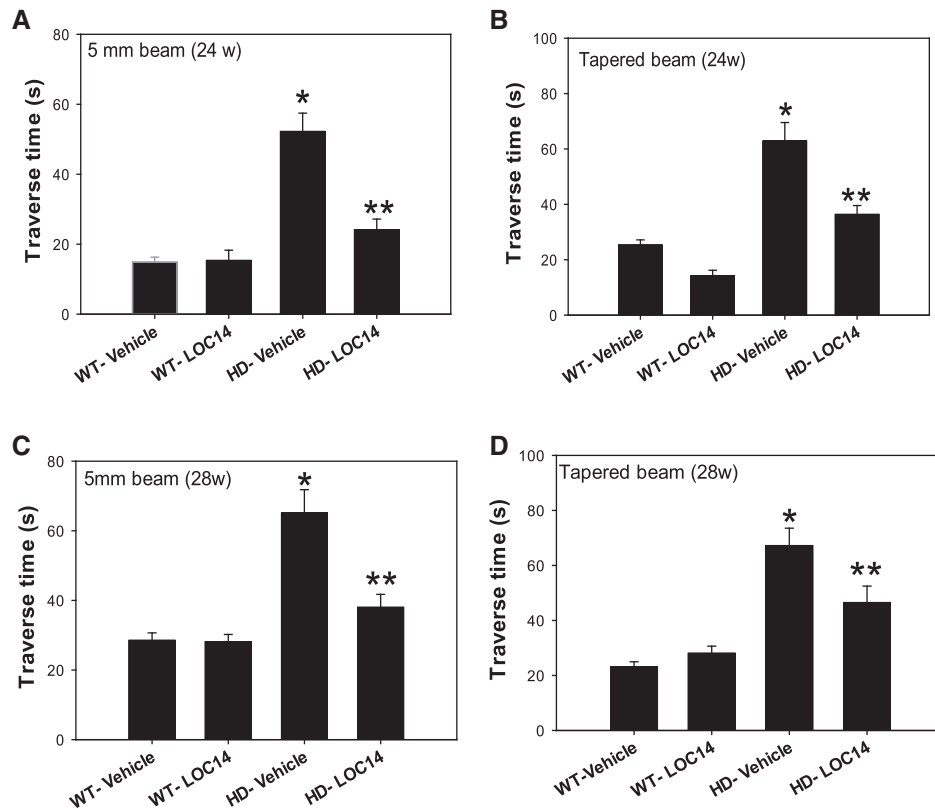 A
5 mm beam (24 w)
Traverse time (s)
80
60
40
20
0
*
**
WT- Vehicle
WT- LOC14
HD- Vehicle
HD- LOC14
B
Tapered beam (24w)
Traverse time (s)
100
80
60
40
20
0
*
**
WT- Vehicle
WT- LOC14
HD- Vehicle
HD- LOC14
C
5mm beam (28w)
Traverse time (s)
80
60
40
20
0
*
**
WT- Vehicle
WT- LOC14
HD- Vehicle
HD- LOC14
D
Tapered beam (28w)
Traverse time (s)
100
80
60
40
20
0
*
**
WT-Vehicle
WT- LOC14
HD- Vehicle
HD- LOC14